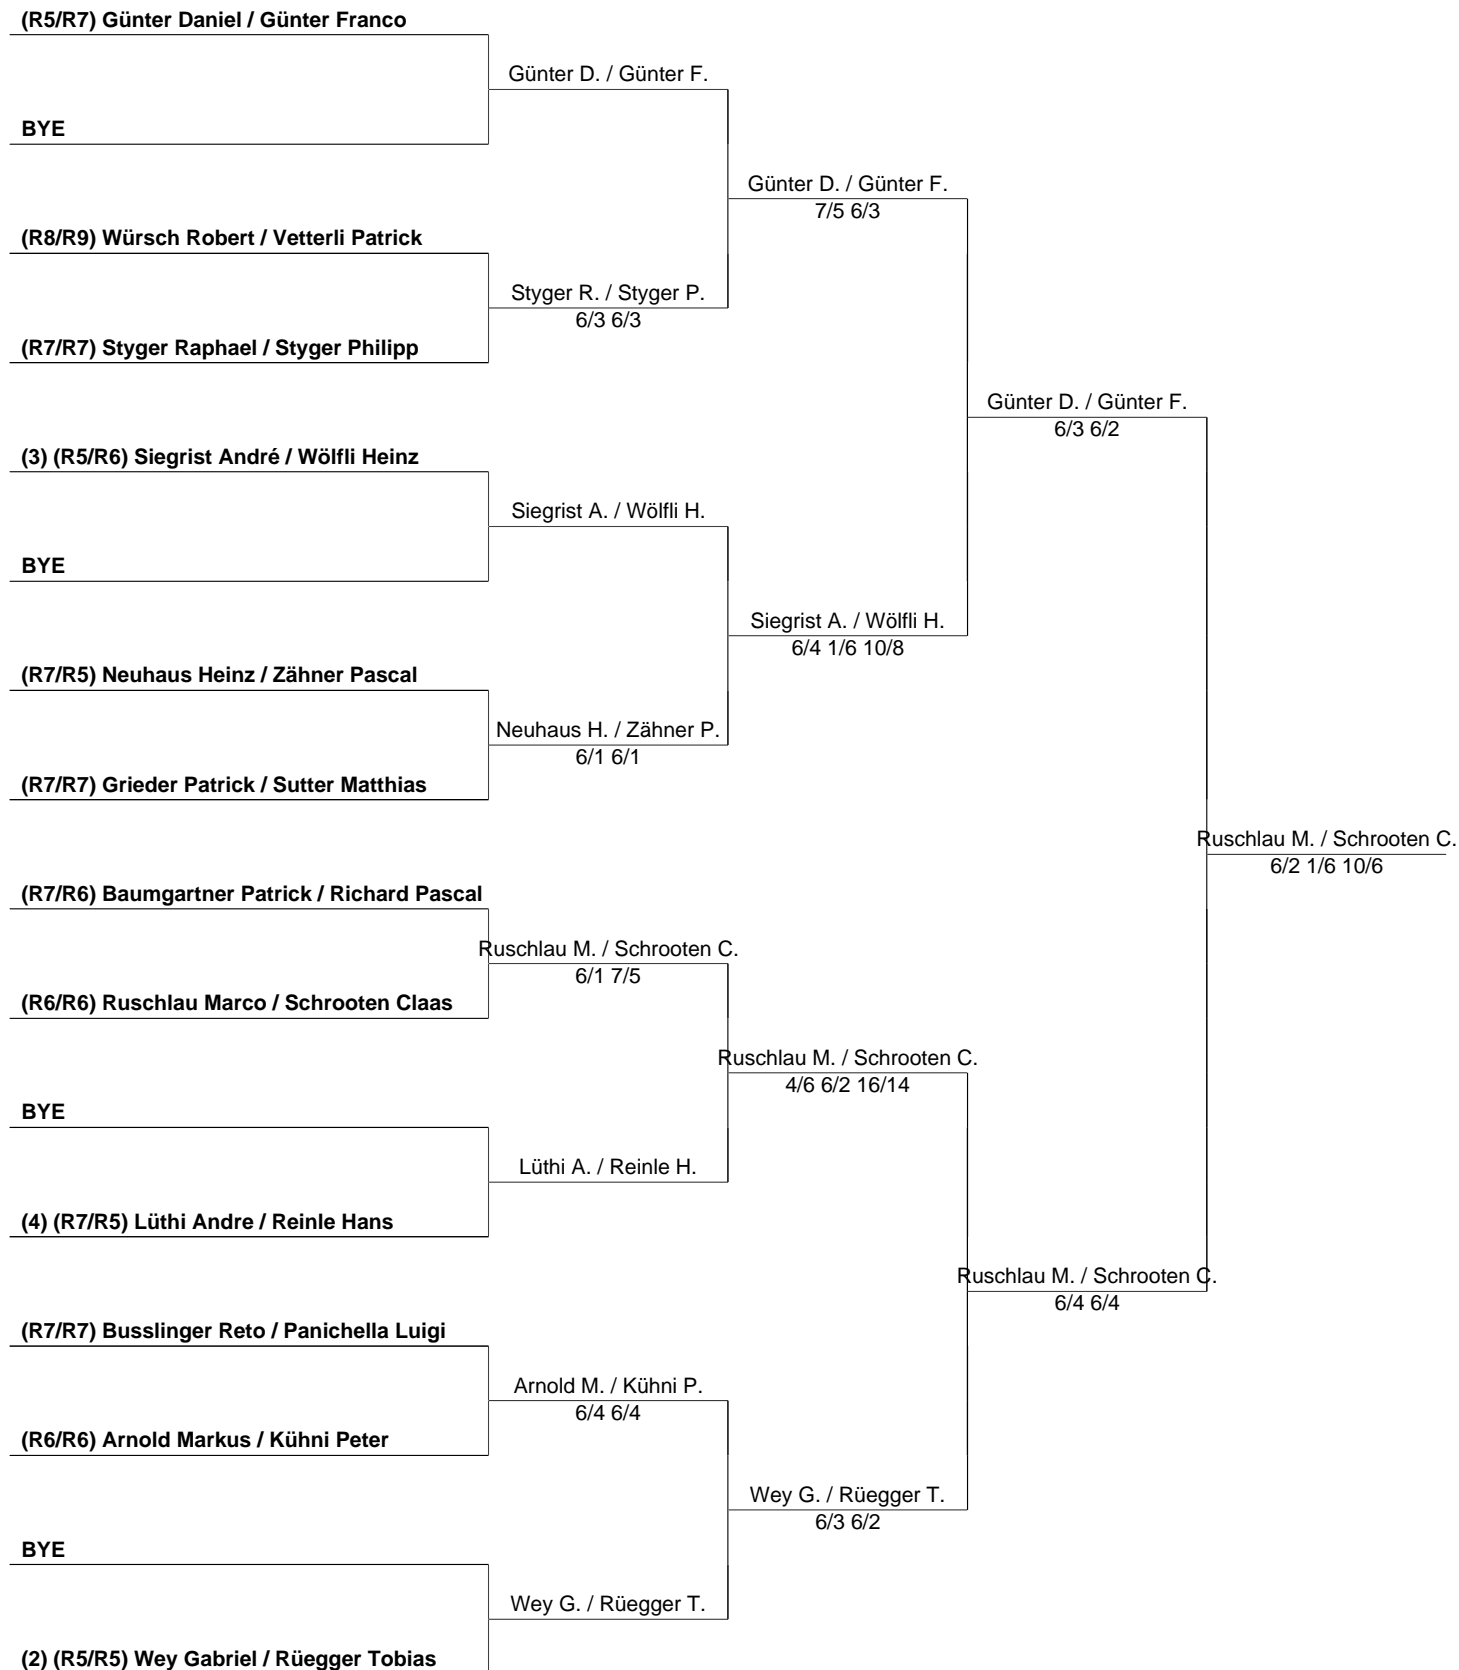 (R5/R7) Günter Daniel / Günter Franco
Günter D. / Günter F.
BYE
Günter D. / Günter F.
7/5 6/3
(R8/R9) Würsch Robert / Vetterli Patrick
Styger R. / Styger P.
6/3 6/3
(R7/R7) Styger Raphael / Styger Philipp
Günter D. / Günter F.
6/3 6/2
(3) (R5/R6) Siegrist André / Wölfli Heinz
Siegrist A. / Wölfli H.
BYE
Siegrist A. / Wölfli H.
6/4 1/6 10/8
(R7/R5) Neuhaus Heinz / Zähner Pascal
Neuhaus H. / Zähner P.
6/1 6/1
(R7/R7) Grieder Patrick / Sutter Matthias
Ruschlau M. / Schrooten C.
6/2 1/6 10/6
(R7/R6) Baumgartner Patrick / Richard Pascal
Ruschlau M. / Schrooten C.
6/1 7/5
(R6/R6) Ruschlau Marco / Schrooten Claas
Ruschlau M. / Schrooten C.
4/6 6/2 16/14
BYE
Lüthi A. / Reinle H.
(4) (R7/R5) Lüthi Andre / Reinle Hans
Ruschlau M. / Schrooten C.
6/4 6/4
(R7/R7) Busslinger Reto / Panichella Luigi
Arnold M. / Kühni P.
6/4 6/4
(R6/R6) Arnold Markus / Kühni Peter
Wey G. / Rüegger T.
6/3 6/2
BYE
Wey G. / Rüegger T.
(2) (R5/R5) Wey Gabriel / Rüegger Tobias